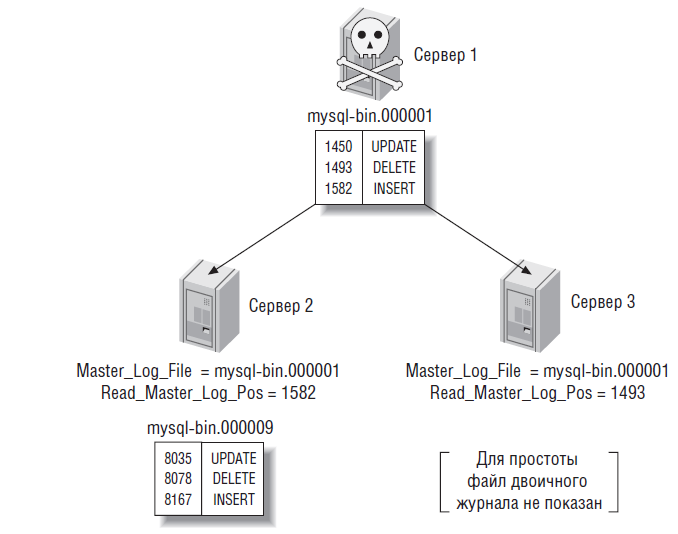 Сервер 1
mysql-bin.000001
1450 UPDATE
1493 DELETE
1582 INSERT
Сервер 2
Сервер 3
Master_Log_File = mysql-bin.000001
Read_Master_Log_Pos = 1582
Master_Log_File = mysql-bin.000001
Read_Master_Log_Pos = 1493
mysql-bin.000009
8035 UPDATE
8078 DELETE
8167 INSERT
Для простоты
файл двоичного
журнала не показан